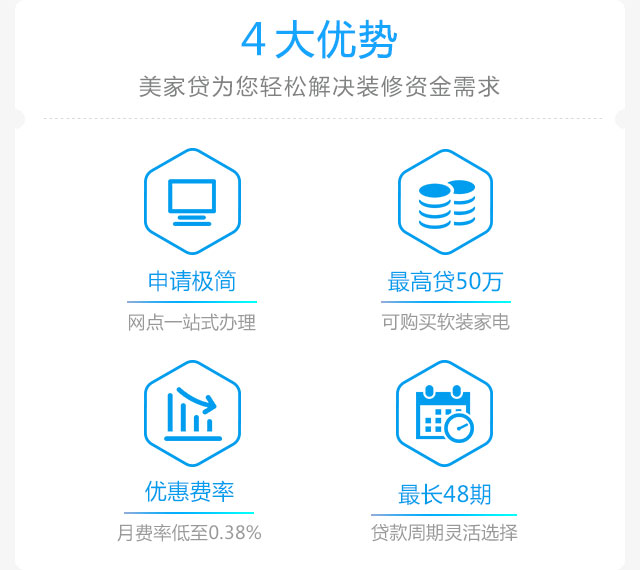 4大优势
美家贷为您轻松解决装修资金需求
申请极简
网点一站式办理
最高贷50万
可购买软装家电
优惠费率
月费率低至0.38%
最长48期
贷款周期灵活选择